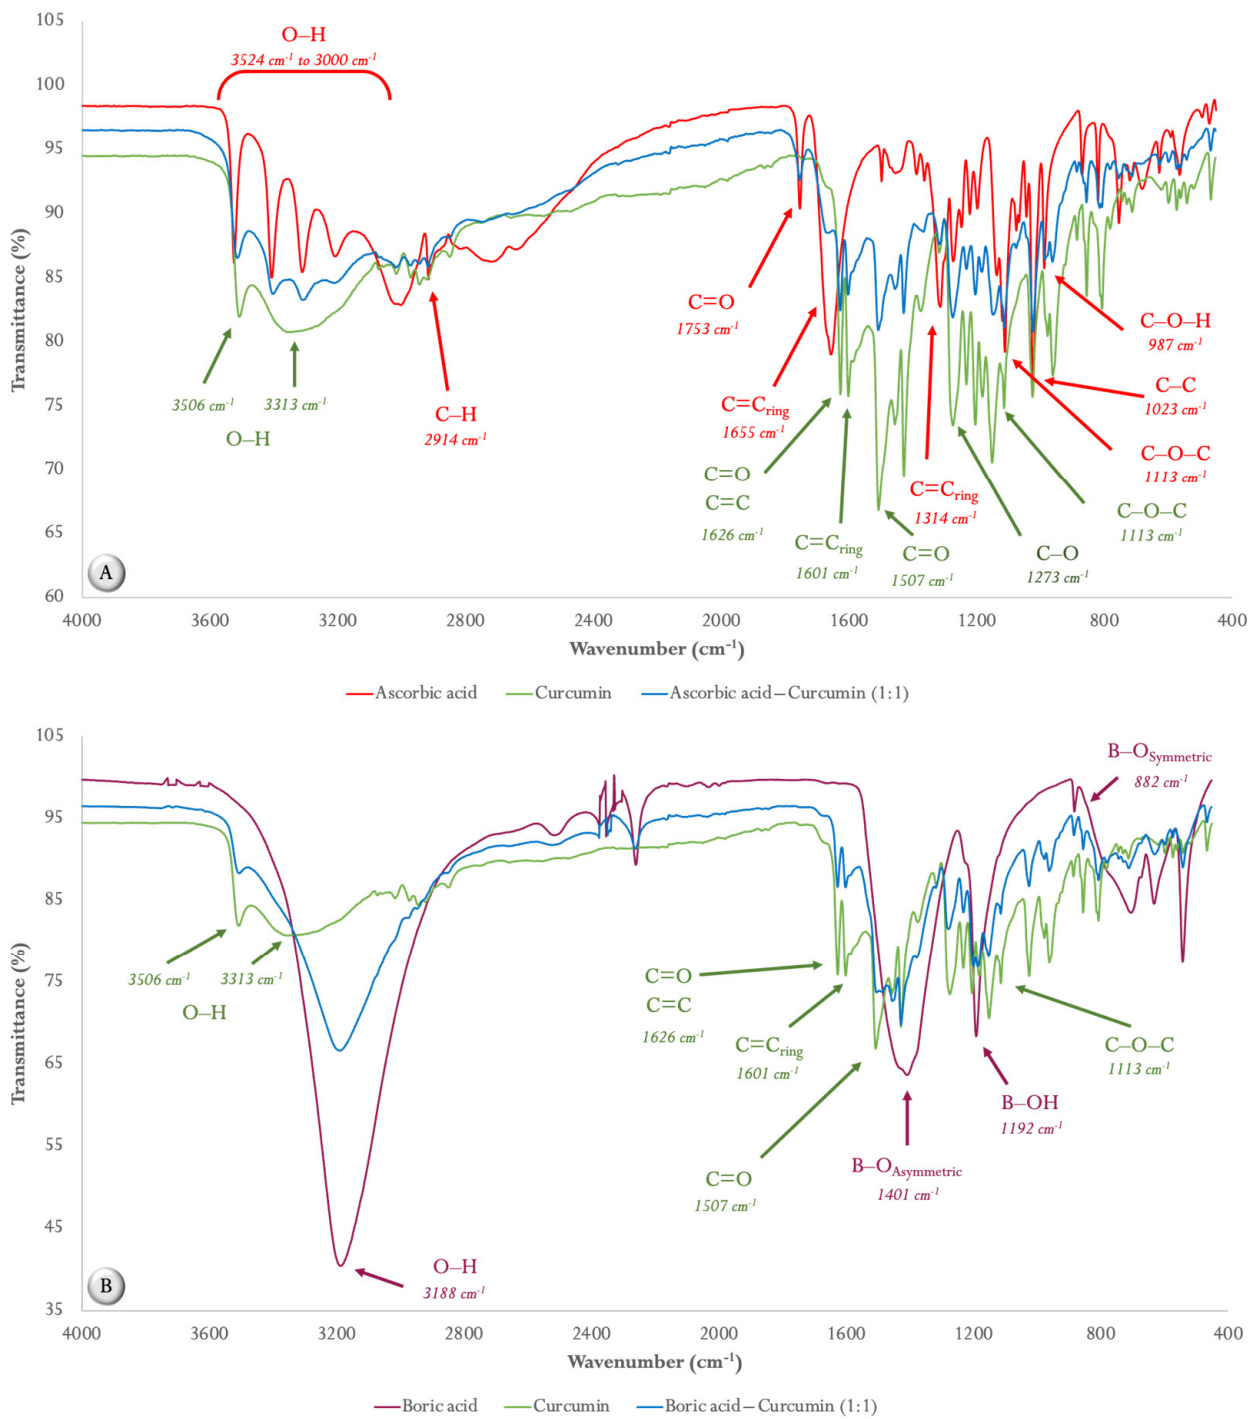 105
100
95
90
85
80
75
70
65
60
Transmittance (%)
O–H
3524 cm⁻¹ to 3000 cm⁻¹
3506 cm⁻¹
3313 cm⁻¹
O–H
C–H
2914 cm⁻¹
C=O
1753 cm⁻¹
C=Cring
1655 cm⁻¹
C=O
C=C
1626 cm⁻¹
C=Cring
1601 cm⁻¹
C=O
1507 cm⁻¹
C=Cring
1314 cm⁻¹
C–O
1273 cm⁻¹
C–O–H
987 cm⁻¹
C–C
1023 cm⁻¹
C–O–C
1113 cm⁻¹
C–O–C
1113 cm⁻¹
A
4000 3600 3200 2800 2400 2000 1600 1200 800 400
Wavenumber (cm⁻¹)
Ascorbic acid Curcumin Ascorbic acid–Curcumin (1:1)
105
95
85
75
65
55
45
35
Transmittance (%)
3506 cm⁻¹
3313 cm⁻¹
O–H
O–H
3188 cm⁻¹
C=O
C=C
1626 cm⁻¹
C=Cring
1601 cm⁻¹
C=O
1507 cm⁻¹
B–OAsymmetric
1401 cm⁻¹
B–OH
1192 cm⁻¹
C–O–C
1113 cm⁻¹
B–OSymmetric
882 cm⁻¹
B
4000 3600 3200 2800 2400 2000 1600 1200 800 400
Wavenumber (cm⁻¹)
Boric acid Curcumin Boric acid–Curcumin (1:1)